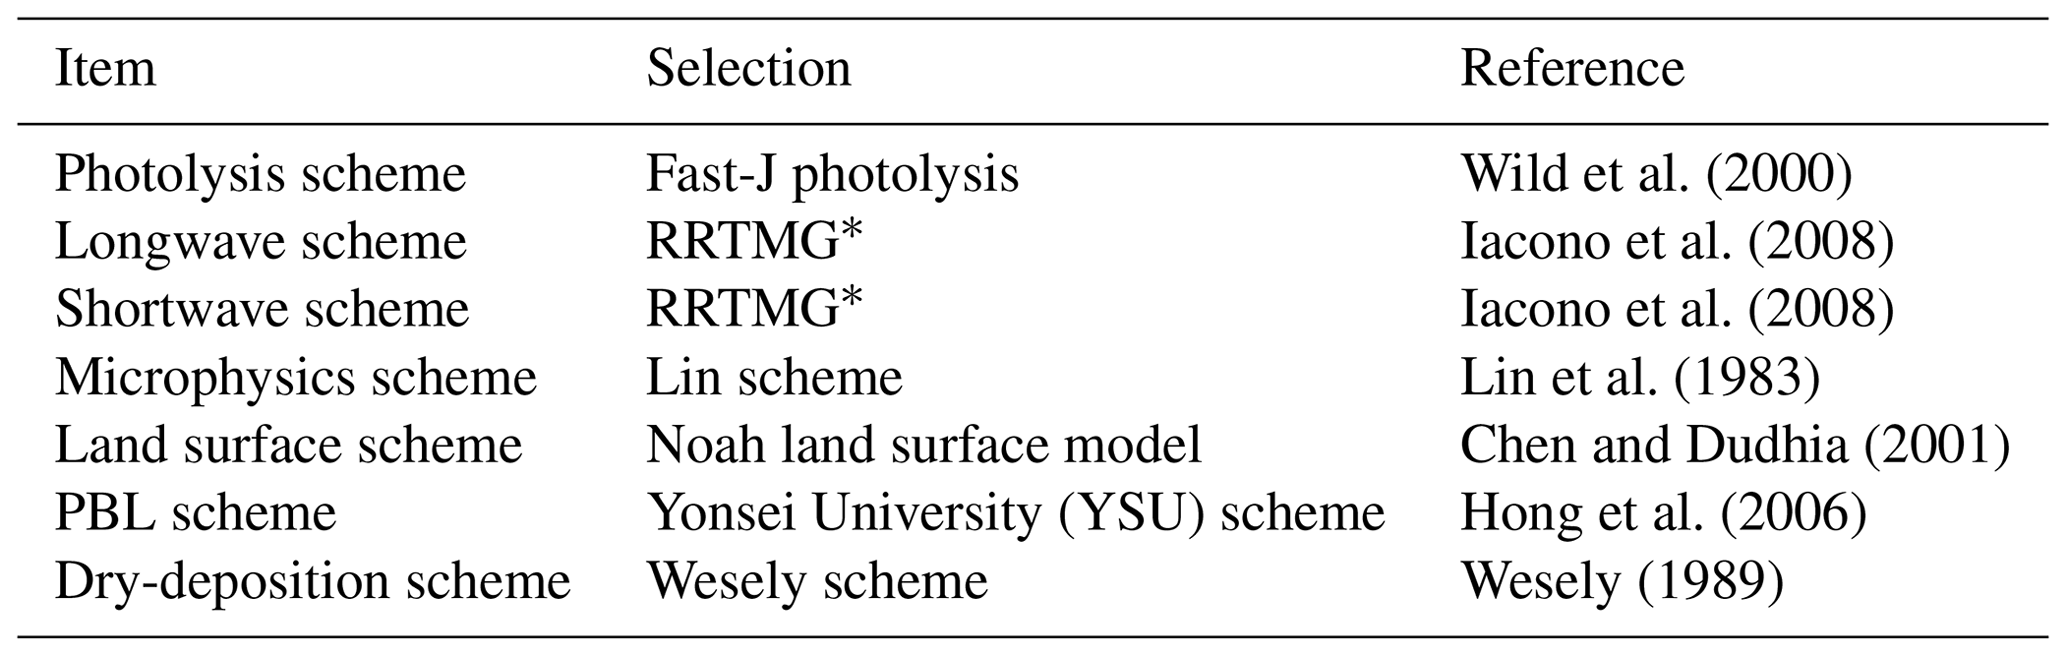 Item Selection Reference
Photolysis scheme Fast-J photolysis Wild et al. (2000)
Longwave scheme RRTMG* Iacono et al. (2008)
Shortwave scheme RRTMG* Iacono et al. (2008)
Microphysics scheme Lin scheme Lin et al. (1983)
Land surface scheme Noah land surface model Chen and Dudhia (2001)
PBL scheme Yonsei University (YSU) scheme Hong et al. (2006)
Dry-deposition scheme Wesely scheme Wesely (1989)